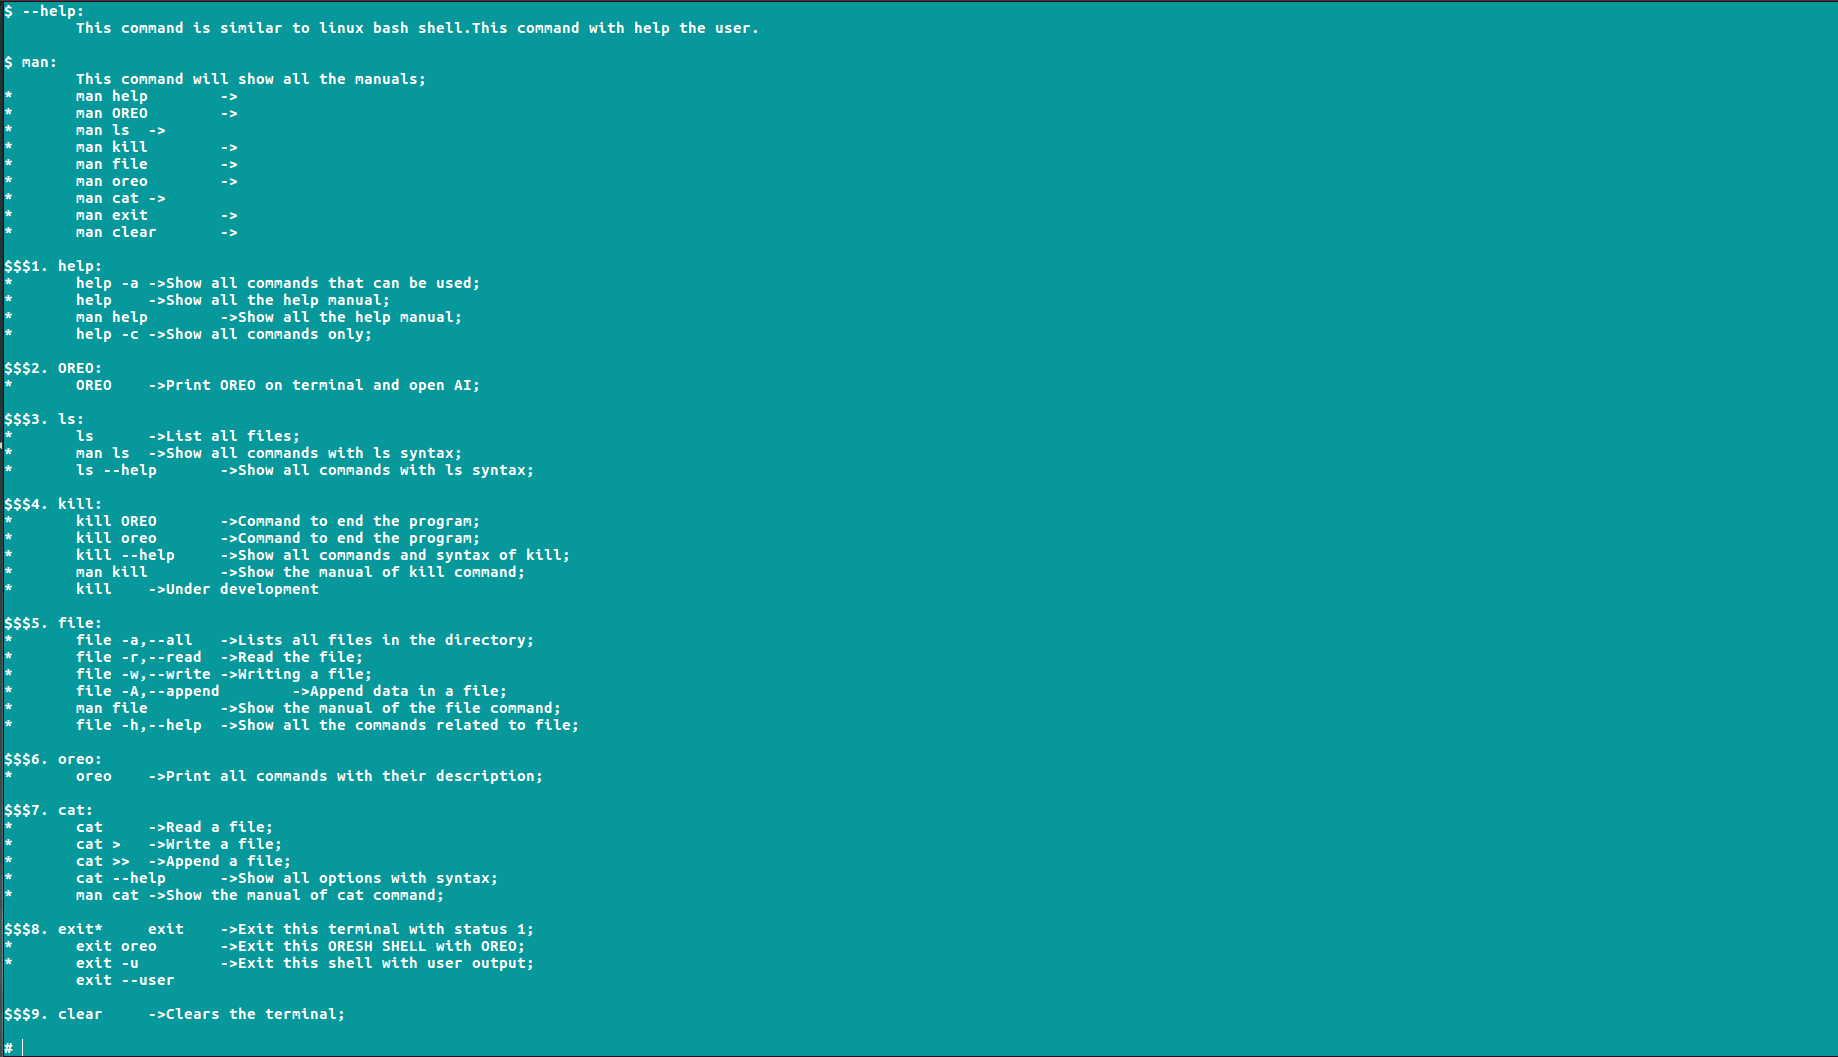 $ --help:
        This command is similar to linux bash shell.This command with help the user.
$ man:
        This command will show all the manuals;
*       man help        ->
*       man OREO        ->
*       man ls  ->
*       man kill        ->
*       man file        ->
*       man oreo        ->
*       man cat ->
*       man exit        ->
*       man clear       ->
$$$1. help:
*       help -a ->Show all commands that can be used;
*       help    ->Show all the help manual;
*       man help        ->Show all the help manual;
*       help -c ->Show all commands only;
$$$2. OREO:
*       OREO    ->Print OREO on terminal and open AI;
$$$3. ls:
*       ls      ->List all files;
*       man ls  ->Show all commands with ls syntax;
*       ls --help       ->Show all commands with ls syntax;
$$$4. kill:
*       kill OREO       ->Command to end the program;
*       kill oreo       ->Command to end the program;
*       kill --help     ->Show all commands and syntax of kill;
*       man kill        ->Show the manual of kill command;
*       kill    ->Under development
$$$5. file:
*       file -a,--all   ->Lists all files in the directory;
*       file -r,--read  ->Read the file;
*       file -w,--write ->Writing a file;
*       file -A,--append        ->Append data in a file;
*       man file        ->Show the manual of the file command;
*       file -h,--help  ->Show all the commands related to file;
$$$6. oreo:
*       oreo    ->Print all commands with their description;
$$$7. cat:
*       cat     ->Read a file;
*       cat >   ->Write a file;
*       cat >>  ->Append a file;
*       cat --help      ->Show all options with syntax;
*       man cat ->Show the manual of cat command;
$$$8. exit*     exit    ->Exit this terminal with status 1;
*       exit oreo       ->Exit this ORESH SHELL with OREO;
*       exit -u         ->Exit this shell with user output;
        exit --user
$$$9. clear     ->Clears the terminal;
#